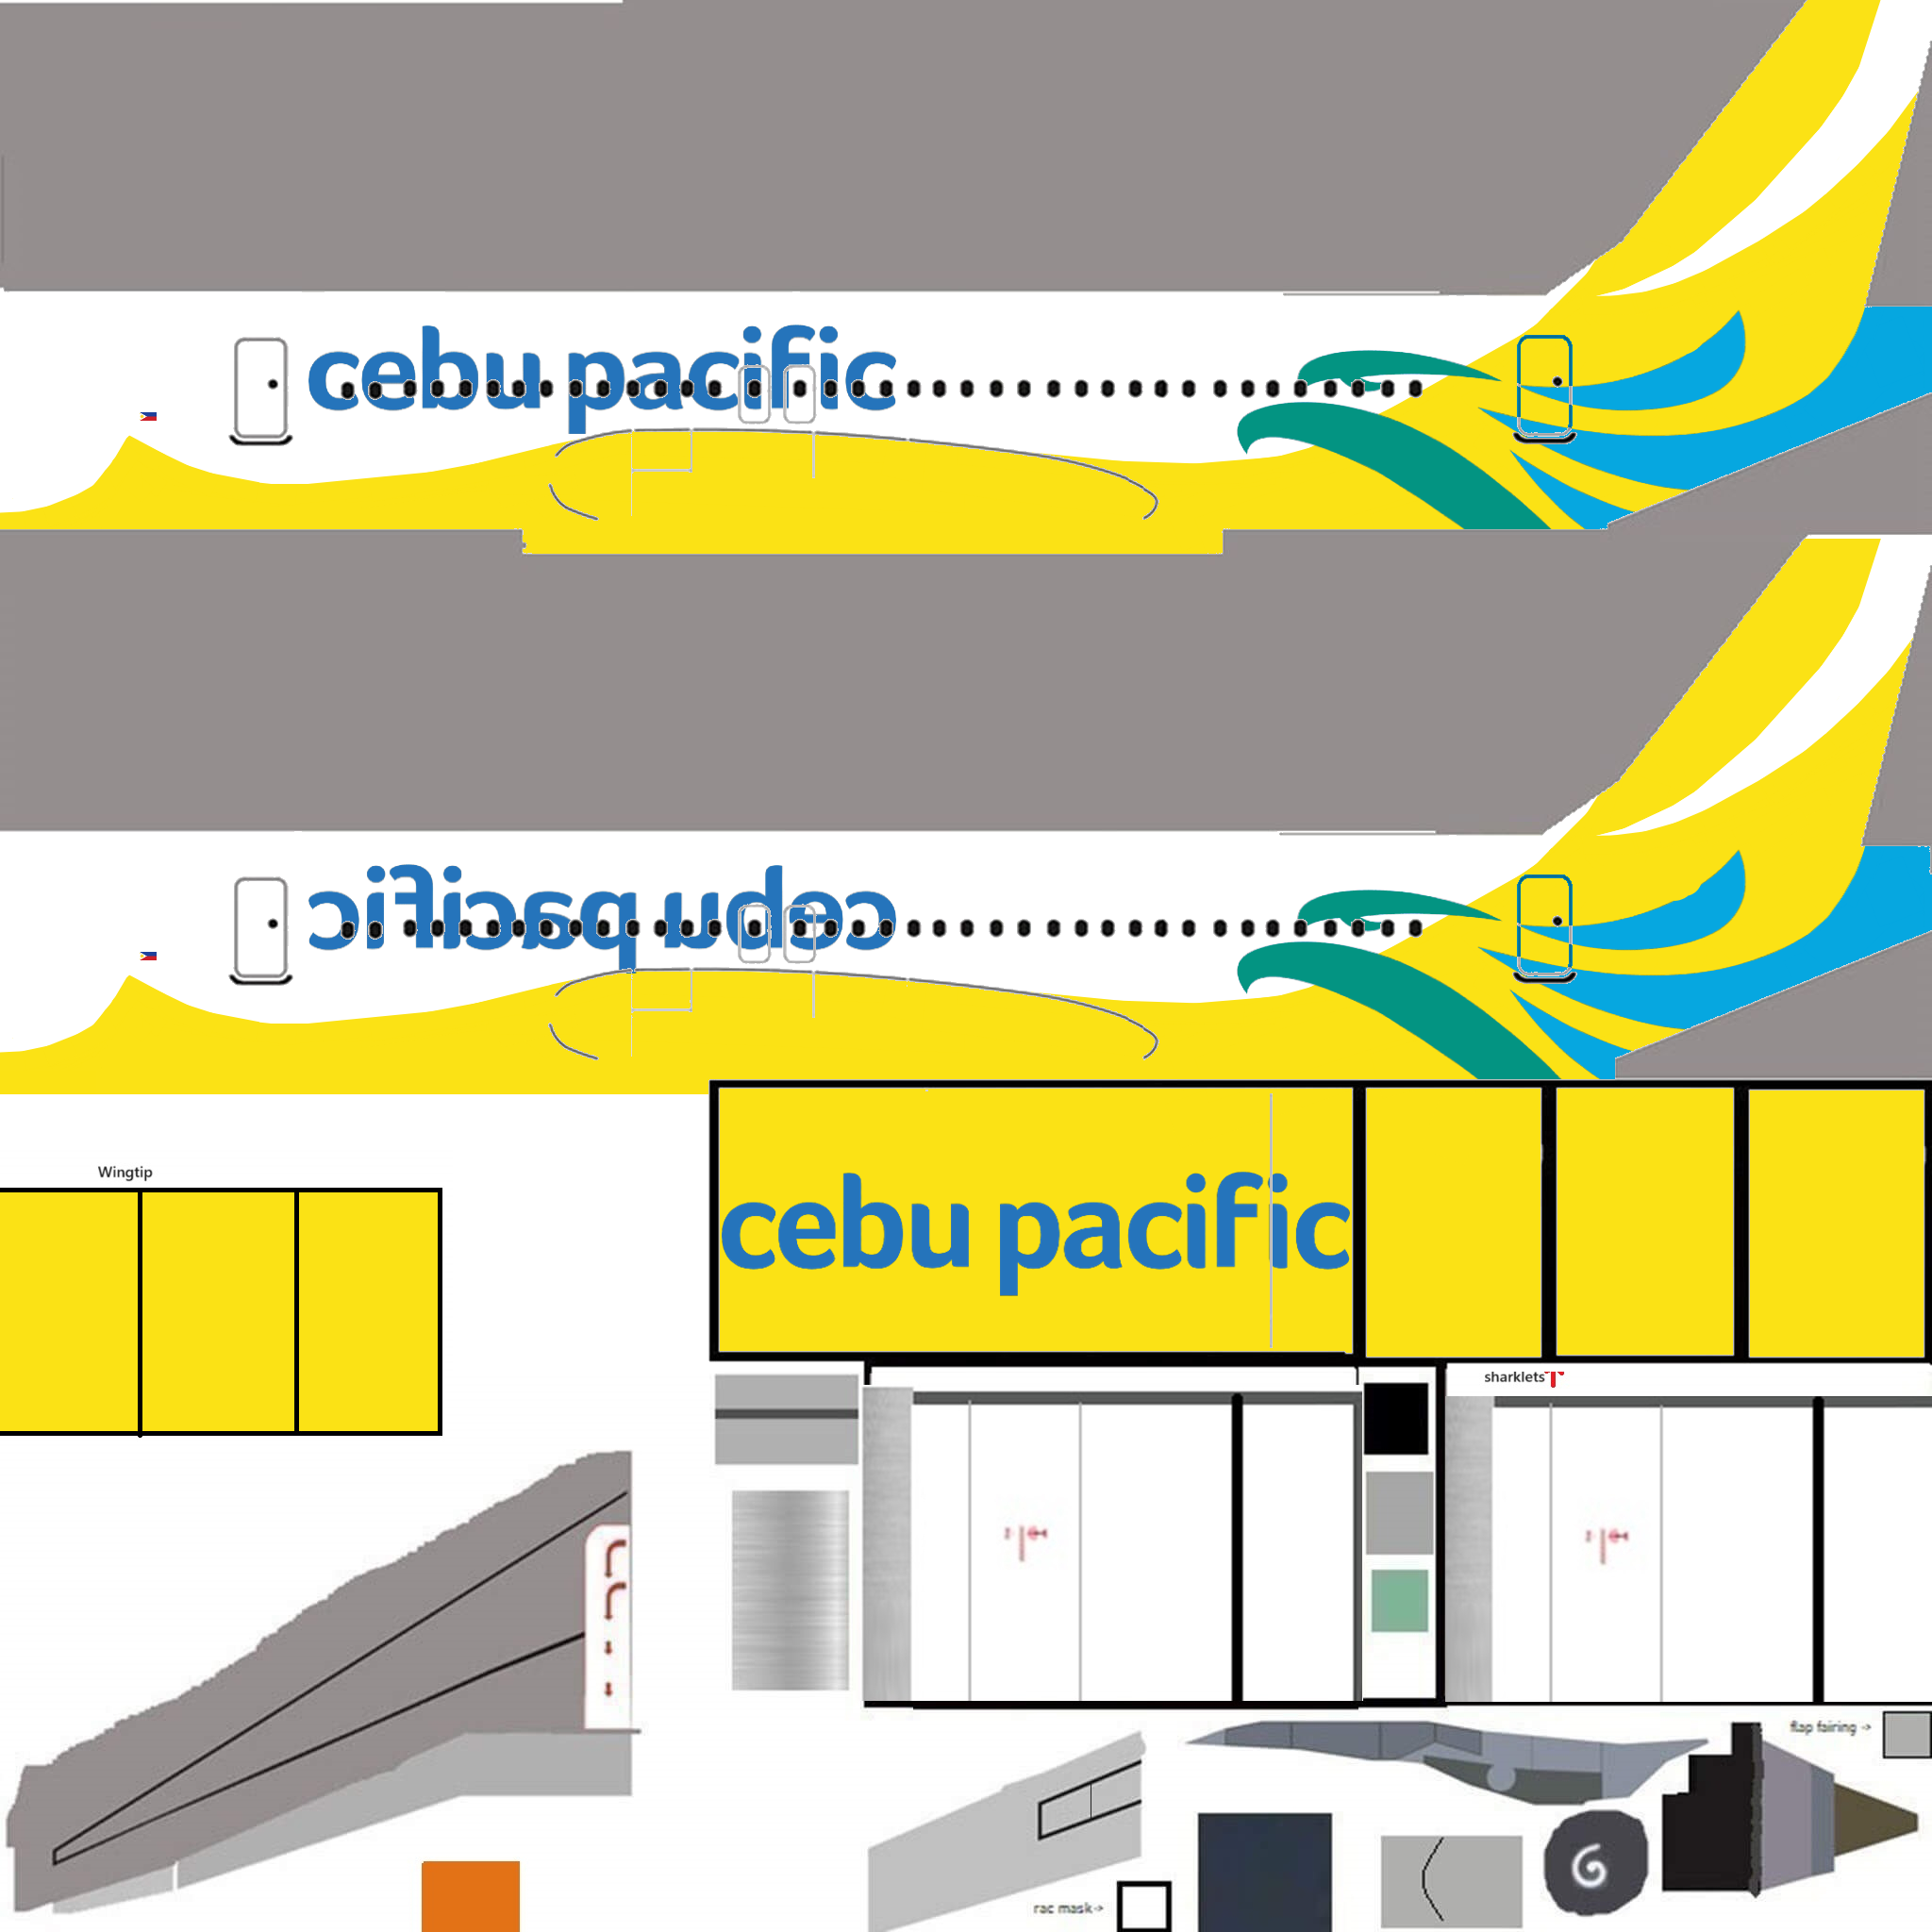 cebu pacific
cebu pacific
Wingtip
cebu pacific
sharklets
flap fairing ->
rac mask->